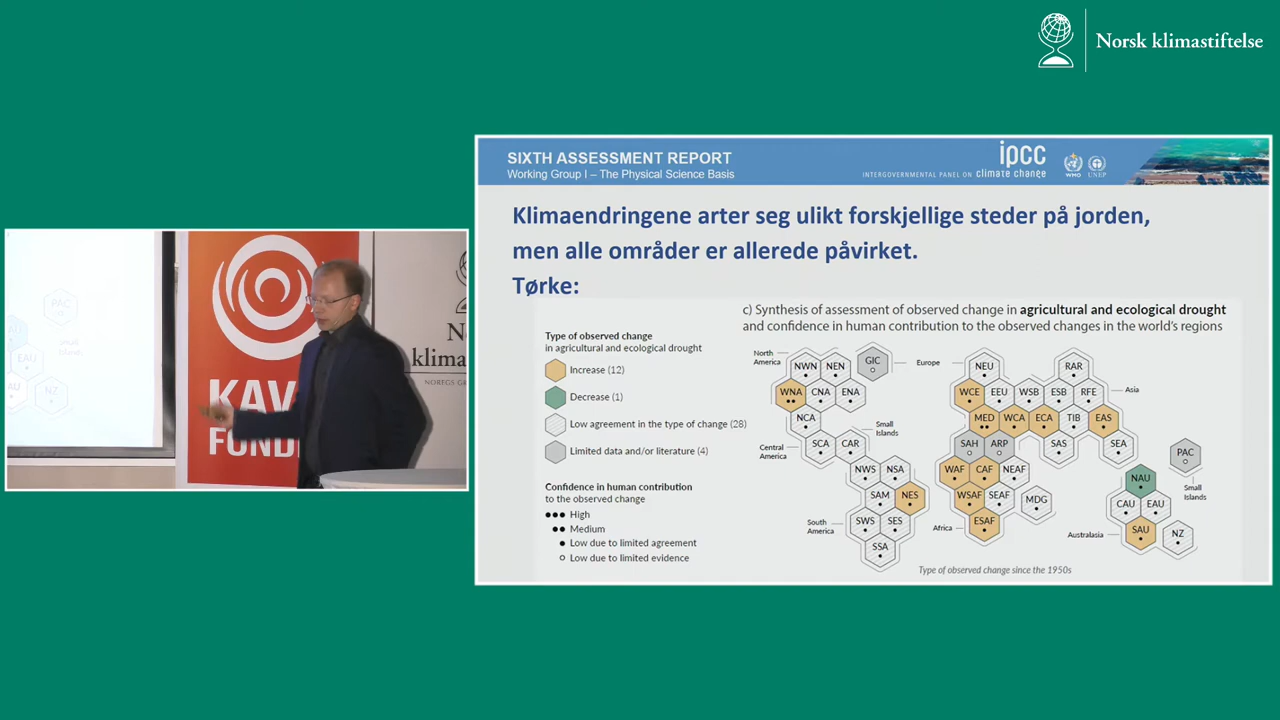 Norsk klimastiftelse
SIXTH ASSESSMENT REPORT
Working Group I – The Physical Science Basis
INTERGOVERNMENTAL PANEL ON climate change
ipcc
WMO
UNEP
Klimaendringene arter seg ulikt forskjellige steder på jorden,
men alle områder er allerede påvirket.
Tørke:
c) Synthesis of assessment of observed change in agricultural and ecological drought
and confidence in human contribution to the observed changes in the world's regions
Type of observed change
in agricultural and ecological drought
Increase (12)
Decrease (1)
Low agreement in the type of change (28)
Limited data and/or literature (4)
Confidence in human contribution
to the observed change
High
Medium
Low due to limited agreement
Low due to limited evidence
North
America
NWN NEN GIC
WNA CNA ENA
NCA
Small
Islands
Central
America
SCA CAR
NWS NSA
SAM NES
South
America
SWS SES
SSA
Europe
NEU RAR
Asia
WCE EEU WSB ESB RFE
MED WCA ECA TIB EAS
SAH ARP SAS SEA
WAF CAF NEAF
WSAF SEAF MDG
Africa
ESAF
PAC
Small
Islands
NAU
CAU EAU
Australasia
SAU NZ
Type of observed change since the 1950s
PAC
Small
Islands
EAU
AU
NZ
KAV
FOND
No
klima